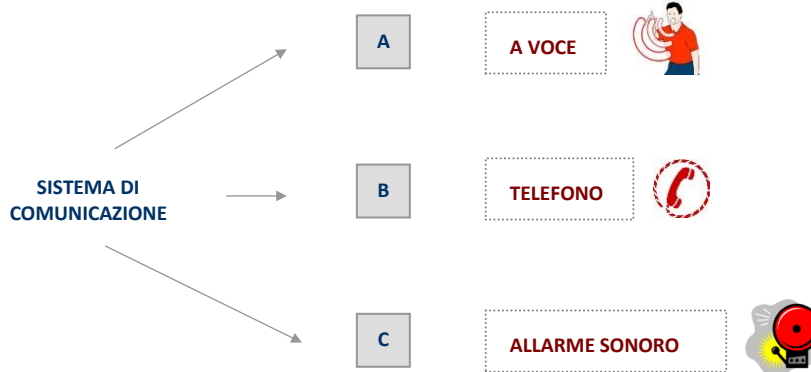 A
A VOCE
SISTEMA DI
COMUNICAZIONE
B
TELEFONO
C
ALLARME SONORO